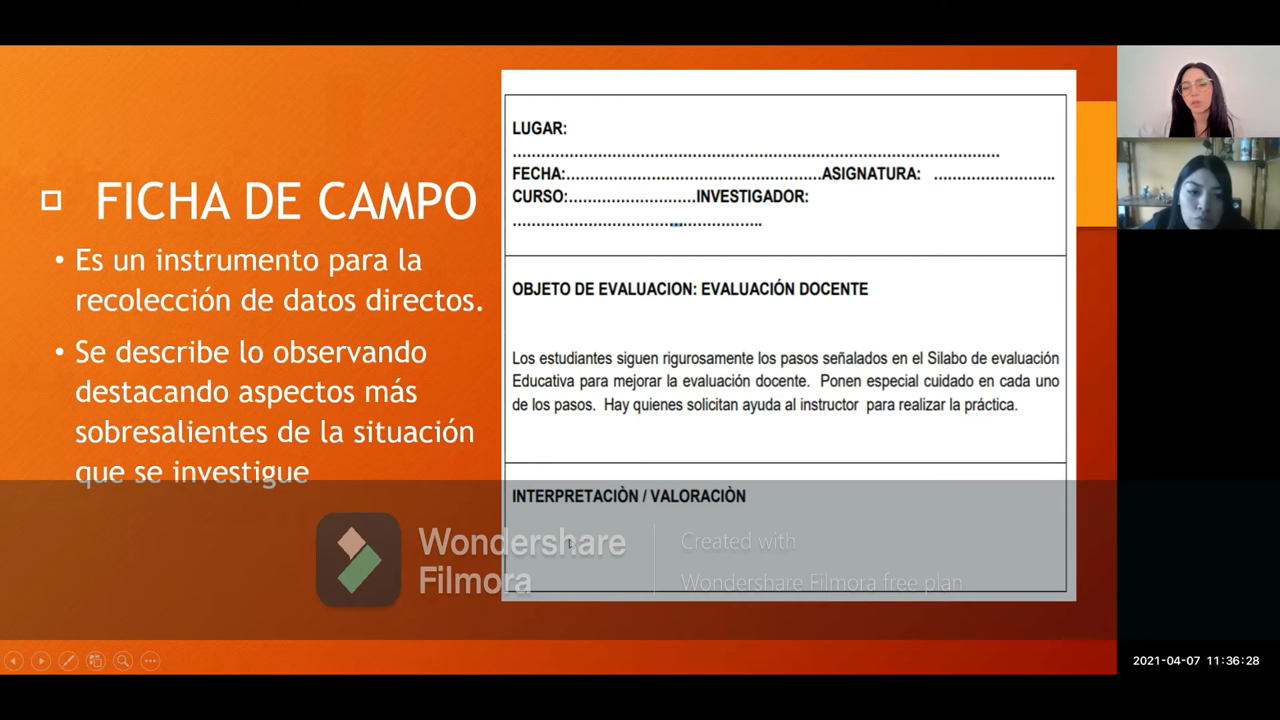 FICHA DE CAMPO
• Es un instrumento para la
recolección de datos directos.
• Se describe lo observando
destacando aspectos más
sobresalientes de la situación
que se investigue
LUGAR:
……………………………………………………………………………………………
FECHA:………………………………………………ASIGNATURA: ……………………..
CURSO:………………………INVESTIGADOR:
……………………………………………..
OBJETO DE EVALUACION: EVALUACIÓN DOCENTE
Los estudiantes siguen rigurosamente los pasos señalados en el Silabo de evaluación
Educativa para mejorar la evaluación docente. Ponen especial cuidado en cada uno
de los pasos. Hay quienes solicitan ayuda al instructor para realizar la práctica.
INTERPRETACIÒN / VALORACIÒN
Wondershare
Filmora
Created with
Wondershare Filmora free plan
2021-04-07 11:36:28